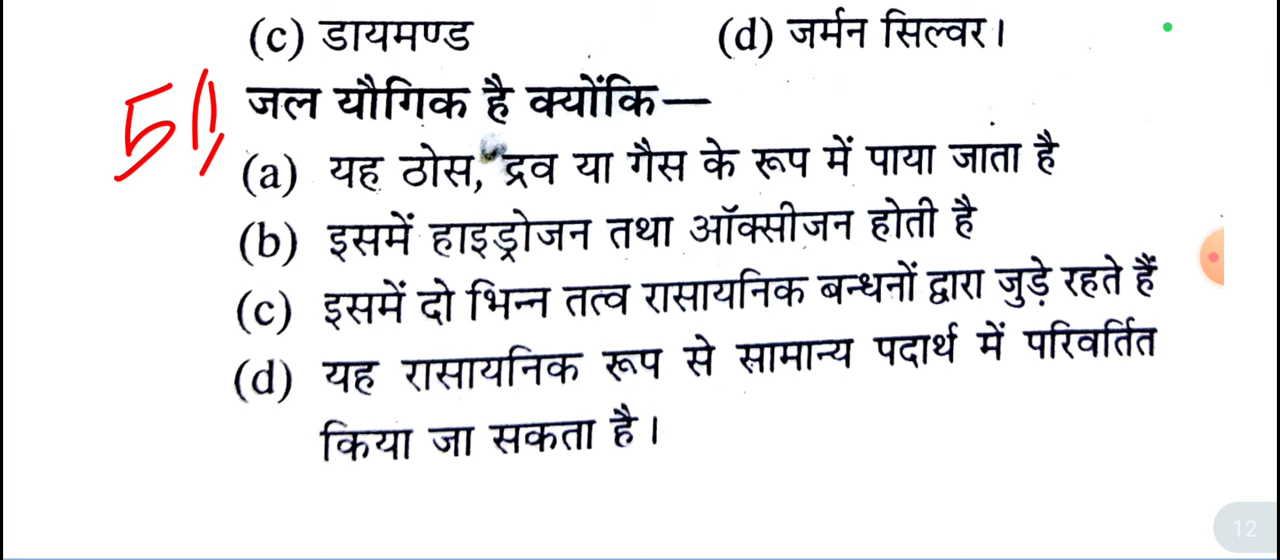 (c) डायमण्ड (d) जर्मन सिल्वर।
50, जल यौगिक है क्योंकि—
(a) यह ठोस, द्रव या गैस के रूप में पाया जाता है
(b) इसमें हाइड्रोजन तथा ऑक्सीजन होती है
(c) इसमें दो भिन्न तत्व रासायनिक बन्धनों द्वारा जुड़े रहते हैं
(d) यह रासायनिक रूप से सामान्य पदार्थ में परिवर्तित
किया जा सकता है।
12